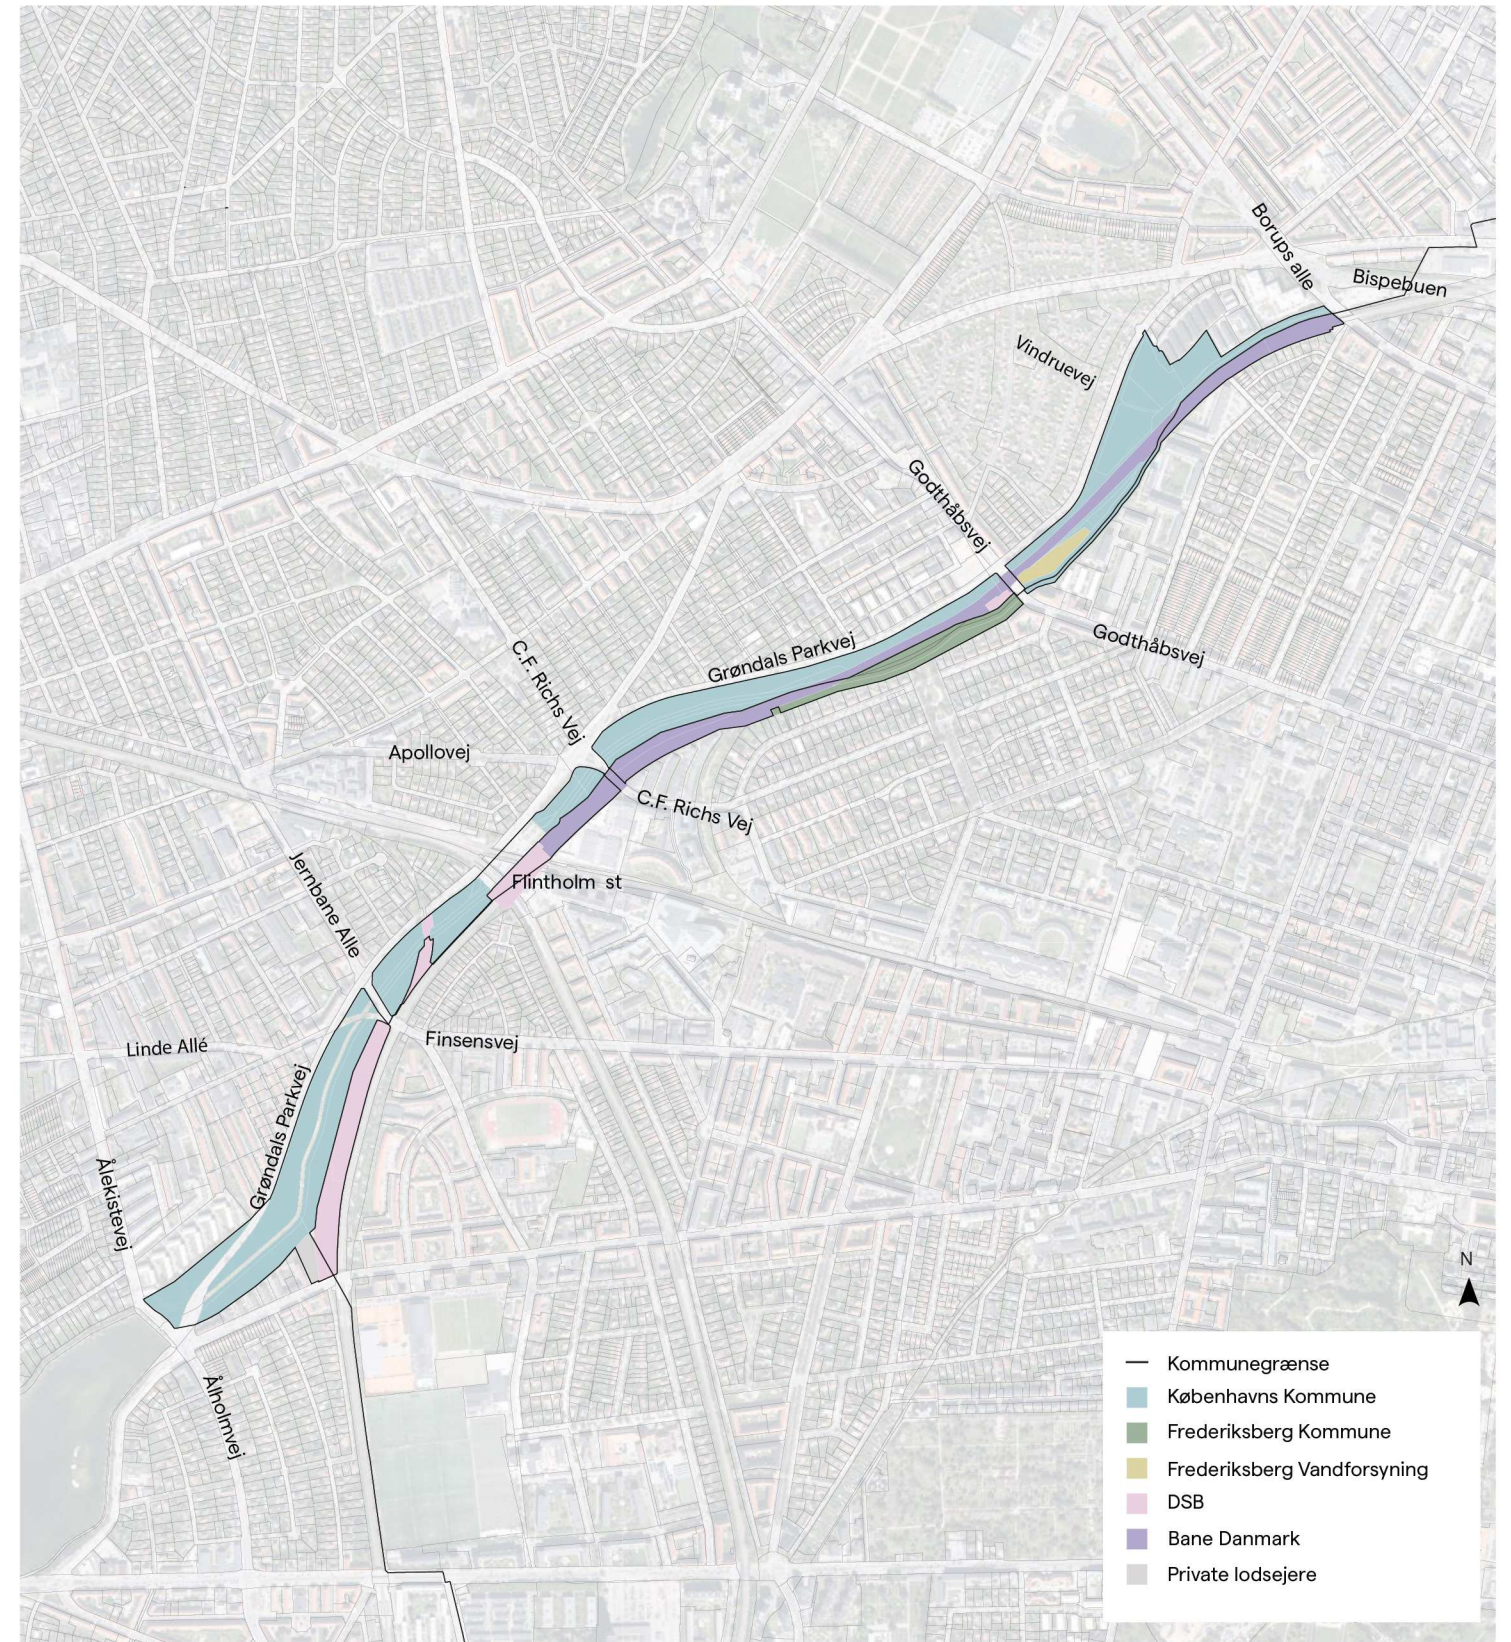 Borups alle
Bispebuen
Vindruevej
Godthåbsvej
Godthåbsvej
Grøndals Parkvej
C.F. Richs Vej
Apollovej
C.F. Richs Vej
Jernbane Alle
Flintholm st
Linde Allé
Finsensvej
Grøndals Parkvej
Ålekistevej
Ålholmvej
N
Kommunegrænse
Københavns Kommune
Frederiksberg Kommune
Frederiksberg Vandforsyning
DSB
Bane Danmark
Private lodsejere